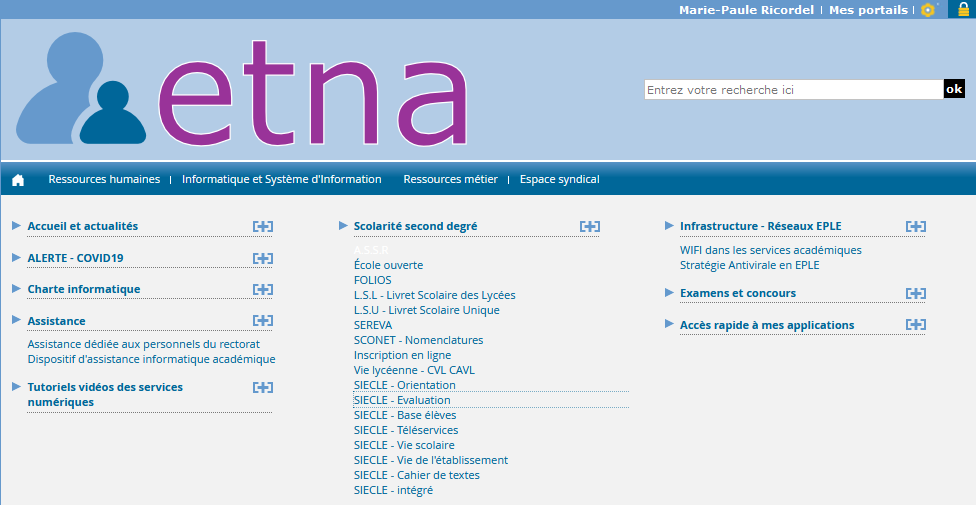 Marie-Paule Ricordel | Mes portails |
etna
Entrez votre recherche ici ok
Ressources humaines | Informatique et Système d'Information Ressources métier | Espace syndical
Accueil et actualités
ALERTE - COVID19
Charte informatique
Assistance
Assistance dédiée aux personnels du rectorat
Dispositif d'assistance informatique académique
Tutoriels vidéos des services
numériques
Scolarité second degré
A.S.S.R
École ouverte
FOLIOS
L.S.L - Livret Scolaire des Lycées
L.S.U - Livret Scolaire Unique
SEREVA
SCONET - Nomenclatures
Inscription en ligne
Vie lycéenne - CVL CAVL
SIECLE - Orientation
SIECLE - Evaluation
SIECLE - Base élèves
SIECLE - Téléservices
SIECLE - Vie scolaire
SIECLE - Vie de l'établissement
SIECLE - Cahier de textes
SIECLE - intégré
Infrastructure - Réseaux EPLE
WIFI dans les services académiques
Stratégie Antivirale en EPLE
Examens et concours
Accès rapide à mes applications